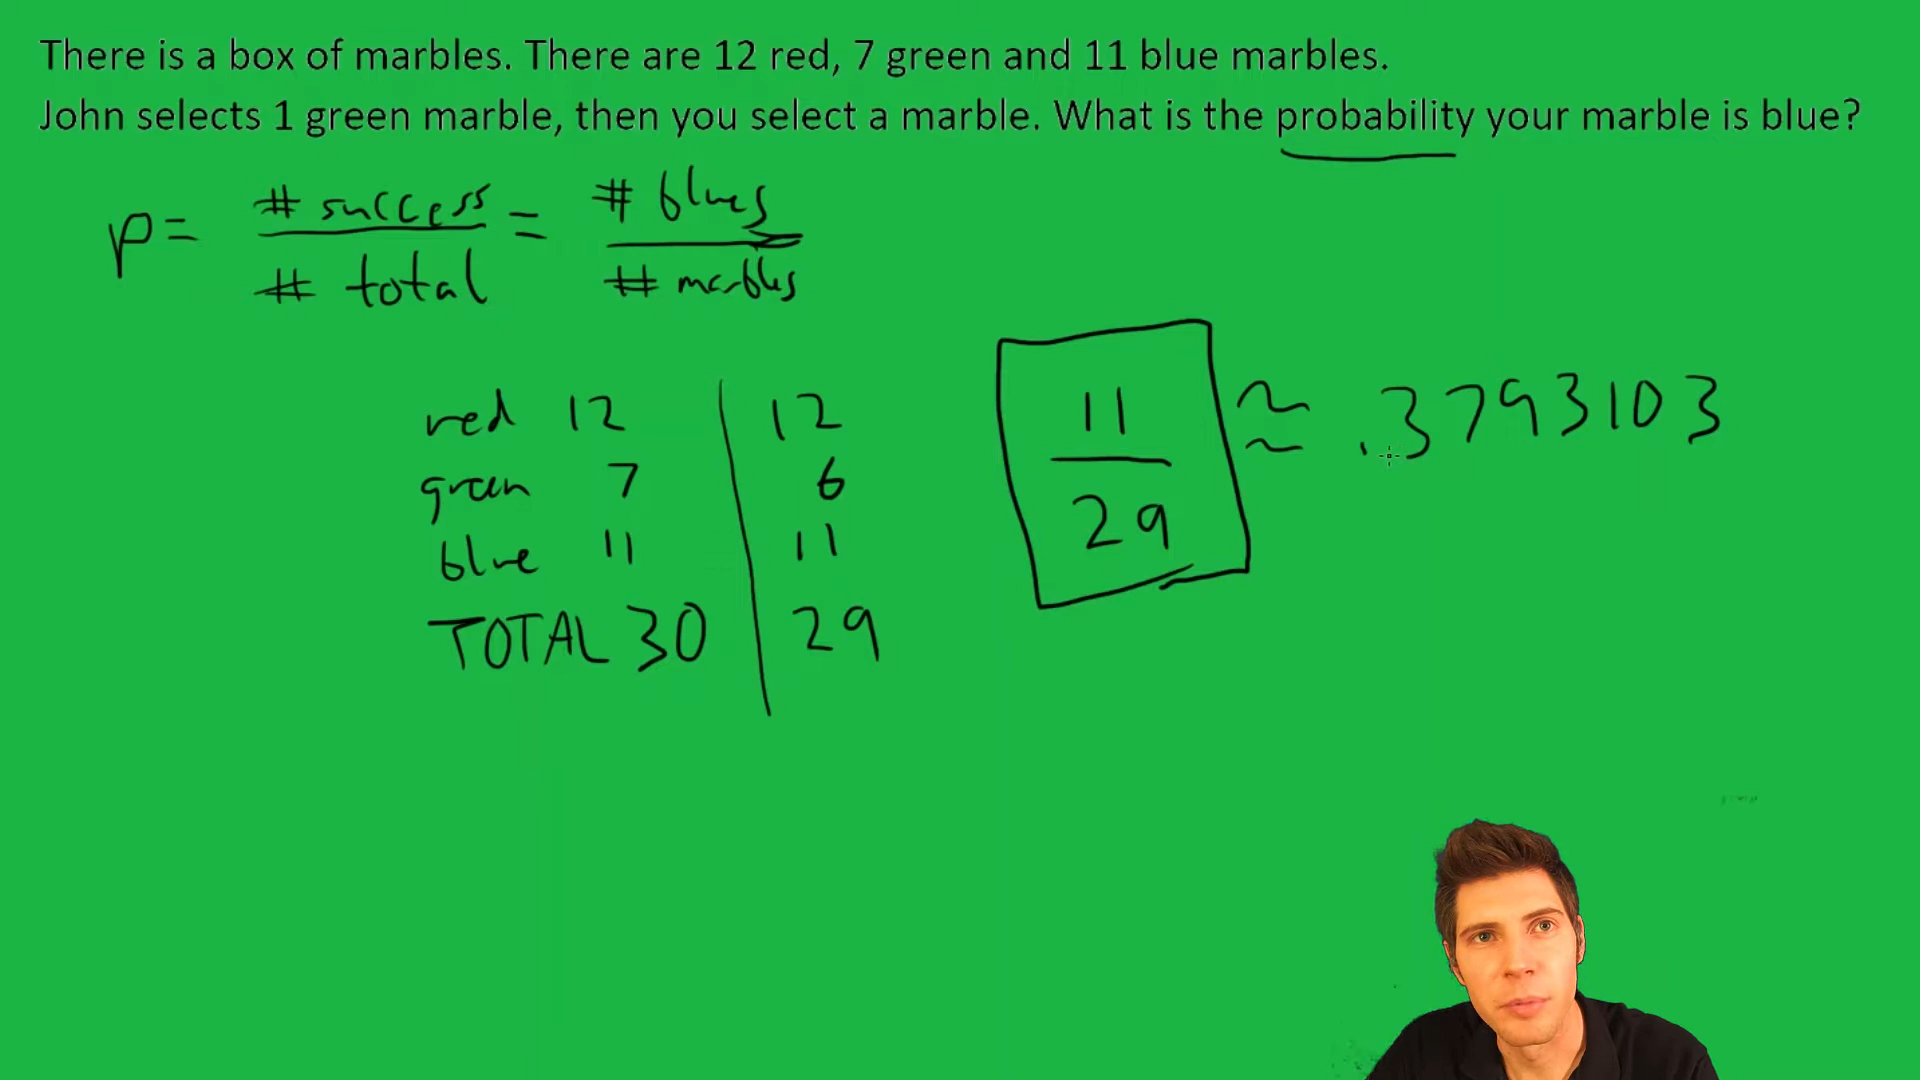 There is a box of marbles. There are 12 red, 7 green and 11 blue marbles.
John selects 1 green marble, then you select a marble. What is the probability your marble is blue?
p = # success / # total = # blues / # marbles
red 12 | 12
green 7 | 6
blue 11 | 11
TOTAL 30 | 29
11 / 29 ≈ .3793103